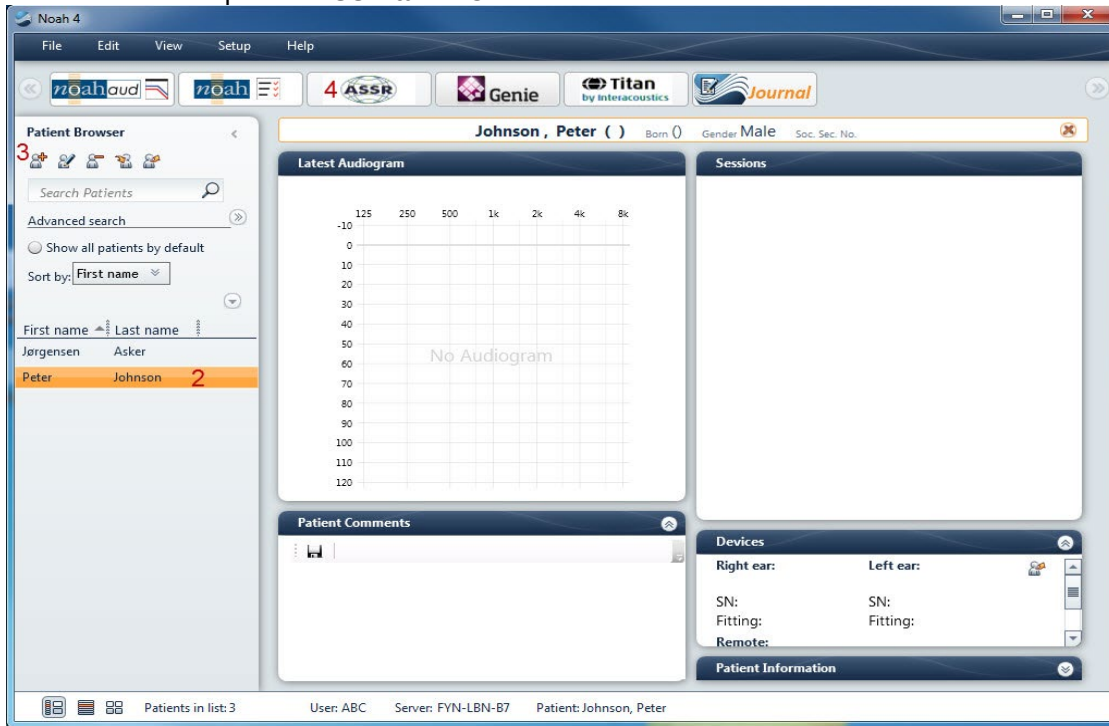 Noah 4
File Edit View Setup Help
noah aud noah 4 ASSR Genie Titan by Interacoustics Journal
Patient Browser
3
Search Patients
Advanced search
Show all patients by default
Sort by: First name
First name Last name
Jørgensen Asker
Peter Johnson 2
Johnson , Peter ( ) Born () Gender Male Soc. Sec. No.
Latest Audiogram
125 250 500 1k 2k 4k 8k
-10
0
10
20
30
40
50
No Audiogram
60
70
80
90
100
110
120
Sessions
Patient Comments
Devices
Right ear: Left ear:
SN: SN:
Fitting: Fitting:
Remote:
Patient Information
Patients in list: 3 User: ABC Server: FYN-LBN-B7 Patient: Johnson, Peter